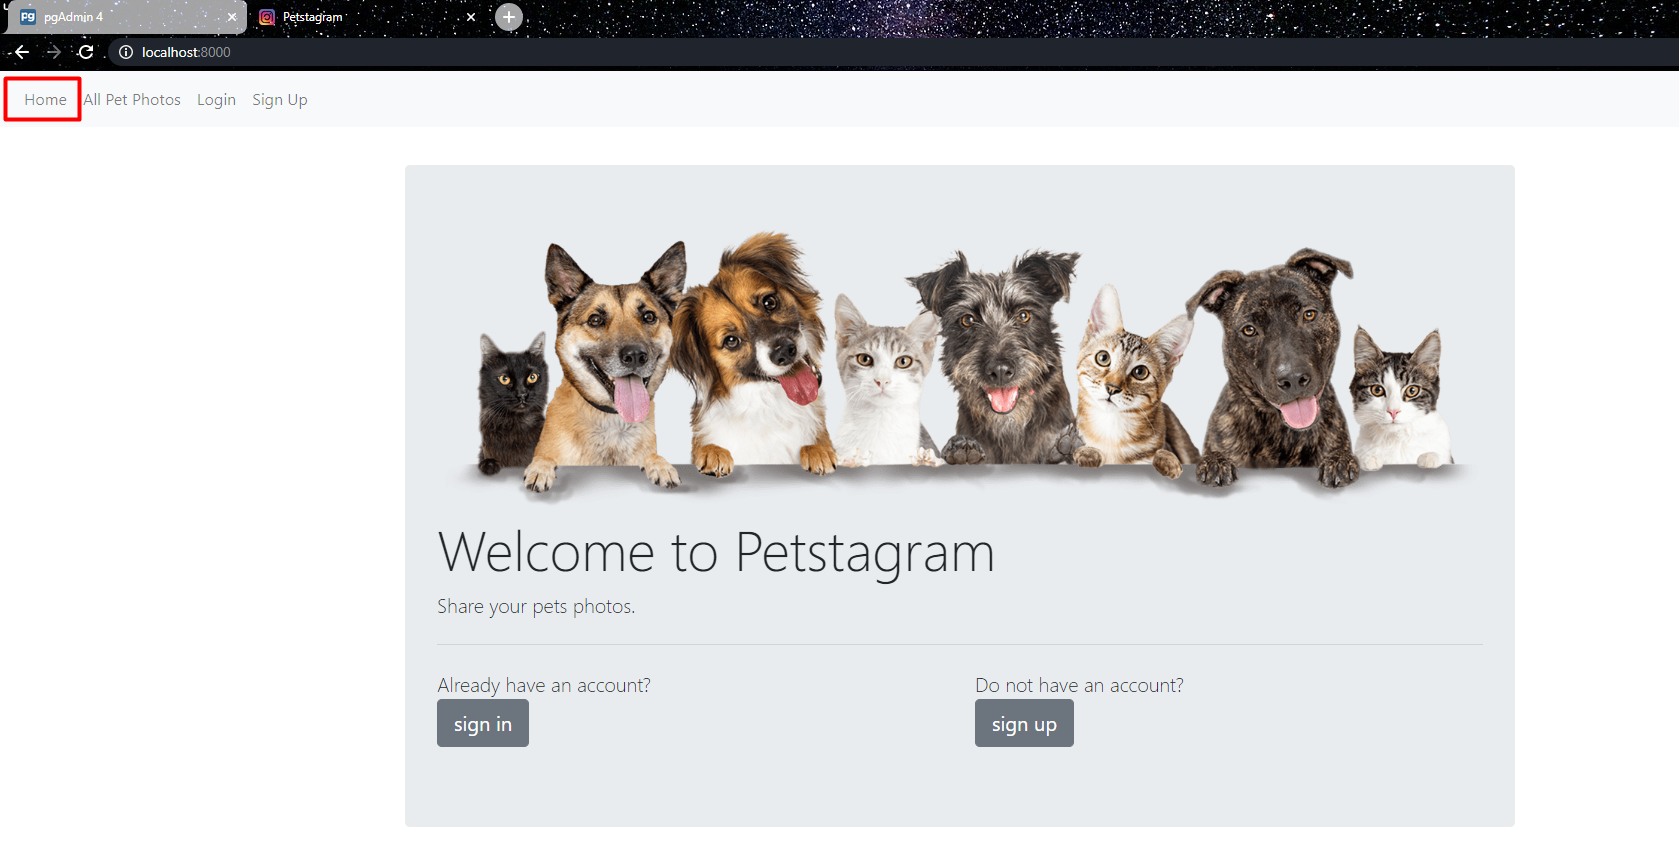 pgAdmin 4 Petstagram
localhost:8000
Home All Pet Photos Login Sign Up
Welcome to Petstagram
Share your pets photos.
Already have an account? Do not have an account?
sign in sign up